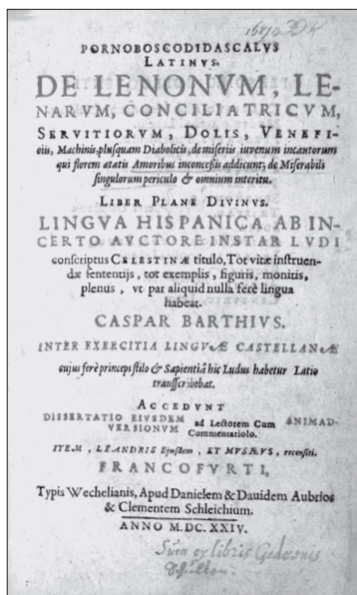 PORNOBOSCODIDASCALVS
LATINVS.
DE LENONVM, LE-
NARVM, CONCILIATRICVM,
SERVITIORVM, DOLIS, VENEFI-
ciis, Machinis plusquam Diabolicis, de miseriis iuvenum incautorum
qui florem ætatis Amoribus inconcessis addicunt; de Miserabili
singulorum periculo & omnium interitu.
LIBER PLANE DIVINVS.
LINGVA HISPANICA AB IN-
CERTO AVCTORE INSTAR LVDI
conscriptus CELESTINÆ titulo, Tot vitæ instruen-
dæ sententijs, tot exemplis, figuris, monitis,
plenus, vt par aliquid nulla ferè lingua
habeat.
CASPAR BARTHIVS.
INTER EXERCITIA LINGVÆ CASTELLANÆ
cujus ferè princeps stilo & Sapientiâ hic Ludus habetur Latio
transscribebat.
ACCEDVNT
DISSERTATIO EIVSDEM ad Lectorem Cum ANIMAD-
VERSIONVM Commentariolo.
ITEM, LEANDRIS Ejusdem, ET MVSÆVS, recensiti.
FRANCOFVRTI,
Typis Wechelianis, Apud Danielem & Dauidem Aubrios
& Clementem Schleichium.
ANNO M.DC.XXIV.
Sum ex libris Gedeonis